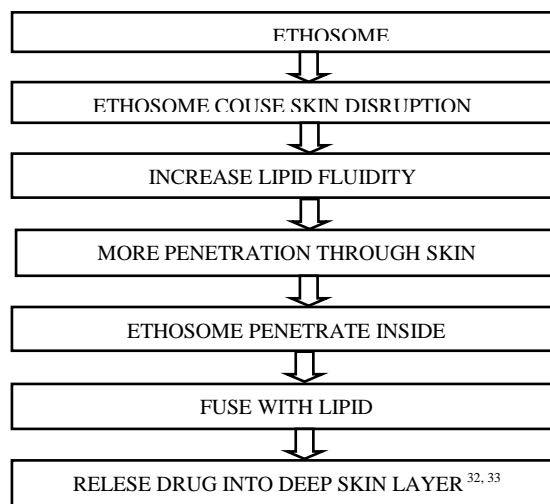 ETHOSOME
ETHOSOME COUSE SKIN DISRUPTION
INCREASE LIPID FLUIDITY
MORE PENETRATION THROUGH SKIN
ETHOSOME PENETRATE INSIDE
FUSE WITH LIPID
RELESE DRUG INTO DEEP SKIN LAYER 32, 33